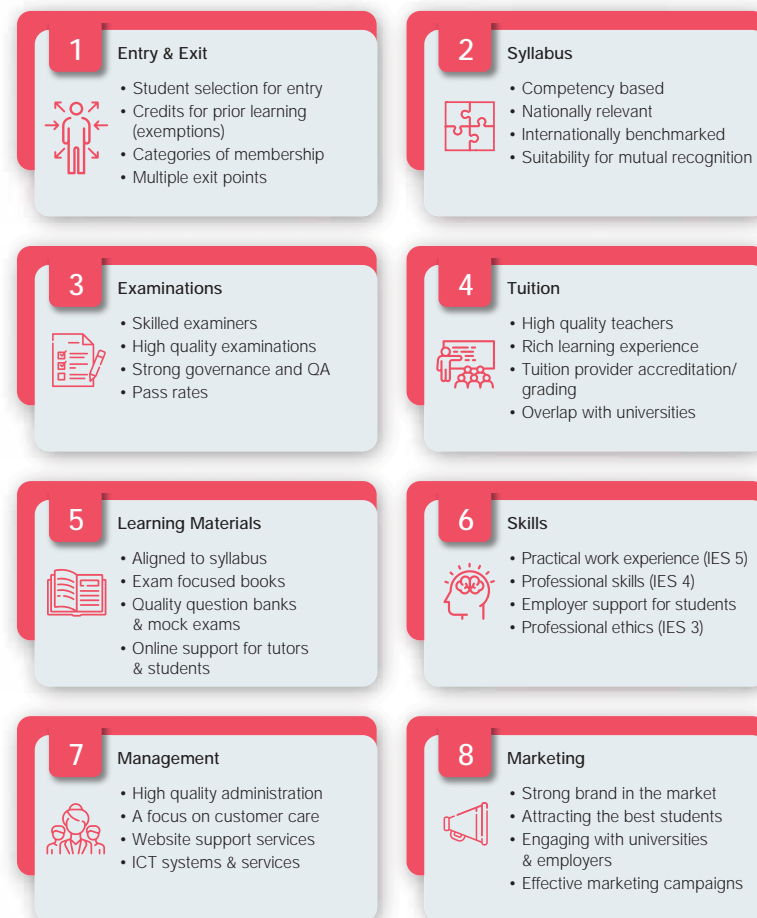 1
Entry & Exit
• Student selection for entry
• Credits for prior learning
(exemptions)
• Categories of membership
• Multiple exit points
2
Syllabus
• Competency based
• Nationally relevant
• Internationally benchmarked
• Suitability for mutual recognition
3
Examinations
• Skilled examiners
• High quality examinations
• Strong governance and QA
• Pass rates
4
Tuition
• High quality teachers
• Rich learning experience
• Tuition provider accreditation/
grading
• Overlap with universities
5
Learning Materials
• Aligned to syllabus
• Exam focused books
• Quality question banks
& mock exams
• Online support for tutors
& students
6
Skills
• Practical work experience (IES 5)
• Professional skills (IES 4)
• Employer support for students
• Professional ethics (IES 3)
7
Management
• High quality administration
• A focus on customer care
• Website support services
• ICT systems & services
8
Marketing
• Strong brand in the market
• Attracting the best students
• Engaging with universities
& employers
• Effective marketing campaigns